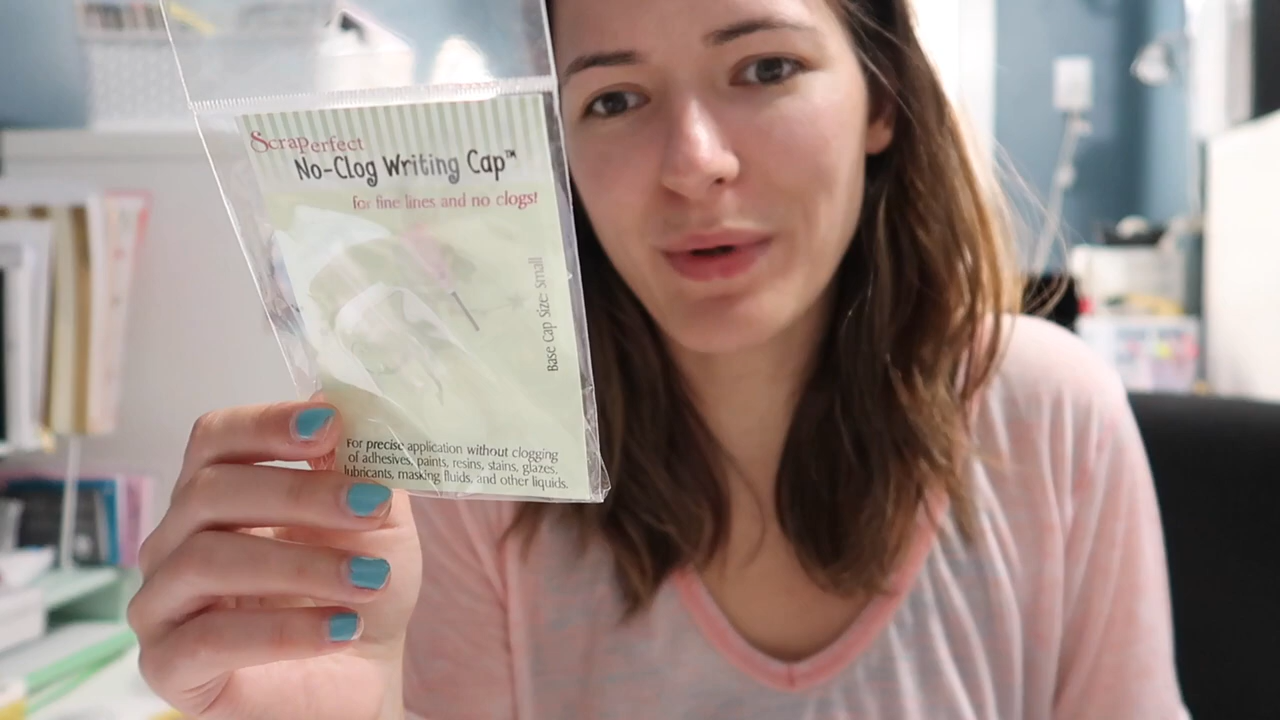 ScraPerfect
No-Clog Writing Cap™
for fine lines and no clogs!
Base Cap Size: Small
For precise application without clogging
of adhesives, paints, resins, stains, glazes,
lubricants, masking fluids, and other liquids.